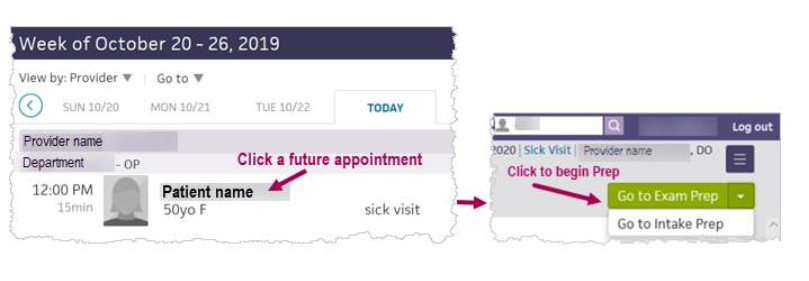 Week of October 20 - 26, 2019
View by: Provider ▼ | Go to ▼
SUN 10/20 MON 10/21 TUE 10/22 TODAY
Provider name
Department - OP
Click a future appointment
12:00 PM Patient name
15min 50yo F sick visit
Log out
2020 | Sick Visit | Provider name , DO
Click to begin Prep
Go to Exam Prep
Go to Intake Prep